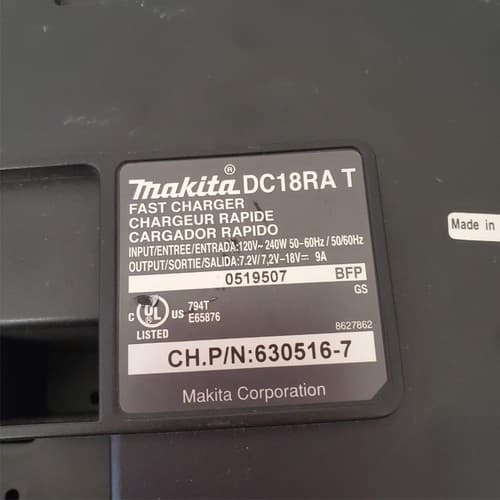 Makita® DC18RA T
FAST CHARGER
CHARGEUR RAPIDE
CARGADOR RAPIDO
INPUT/ENTREE/ENTRADA:120V~ 240W 50-60Hz / 50/60Hz
OUTPUT/SORTIE/SALIDA:7.2V/7,2V-18V⎓ 9A
0519507 BFP
GS
C UL US 794T
E65876
LISTED
8627862
CH.P/N:630516-7
Makita Corporation
Made in